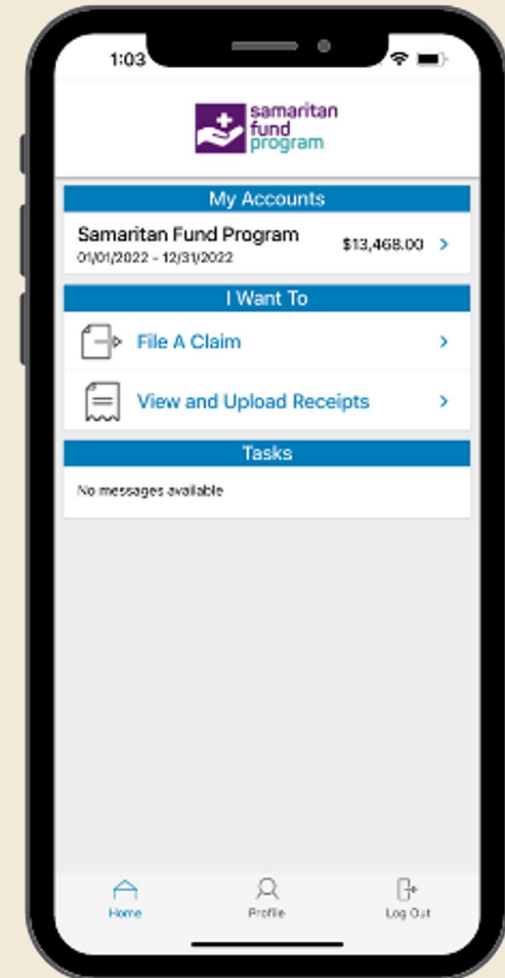 1:03
samaritan
fund
program
My Accounts
Samaritan Fund Program
$13,468.00
01/01/2022 - 12/31/2022
I Want To
File A Claim
View and Upload Receipts
Tasks
No messages available
Home
Profile
Log Out